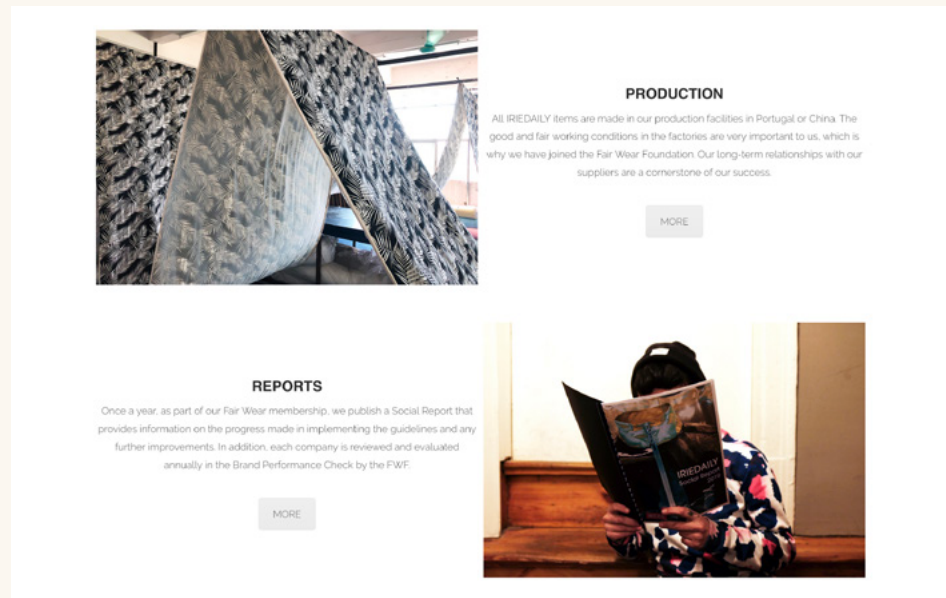 PRODUCTION
All IRIEDAILY items are made in our production facilities in Portugal or China. The
good and fair working conditions in the factories are very important to us, which is
why we have joined the Fair Wear Foundation. Our long-term relationships with our
suppliers are a cornerstone of our success.
MORE
REPORTS
Once a year, as part of our Fair Wear membership, we publish a Social Report that
provides information on the progress made in implementing the guidelines and any
further improvements. In addition, each company is reviewed and evaluated
annually in the Brand Performance Check by the FWF.
MORE
IRIEDAILY
Social Report